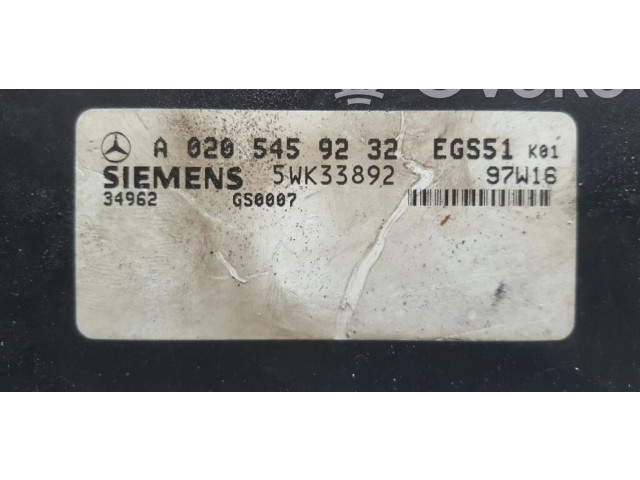 A 020 545 92 32 EGS51 K01
SIEMENS 5WK33892 97W16
34962 GS0007